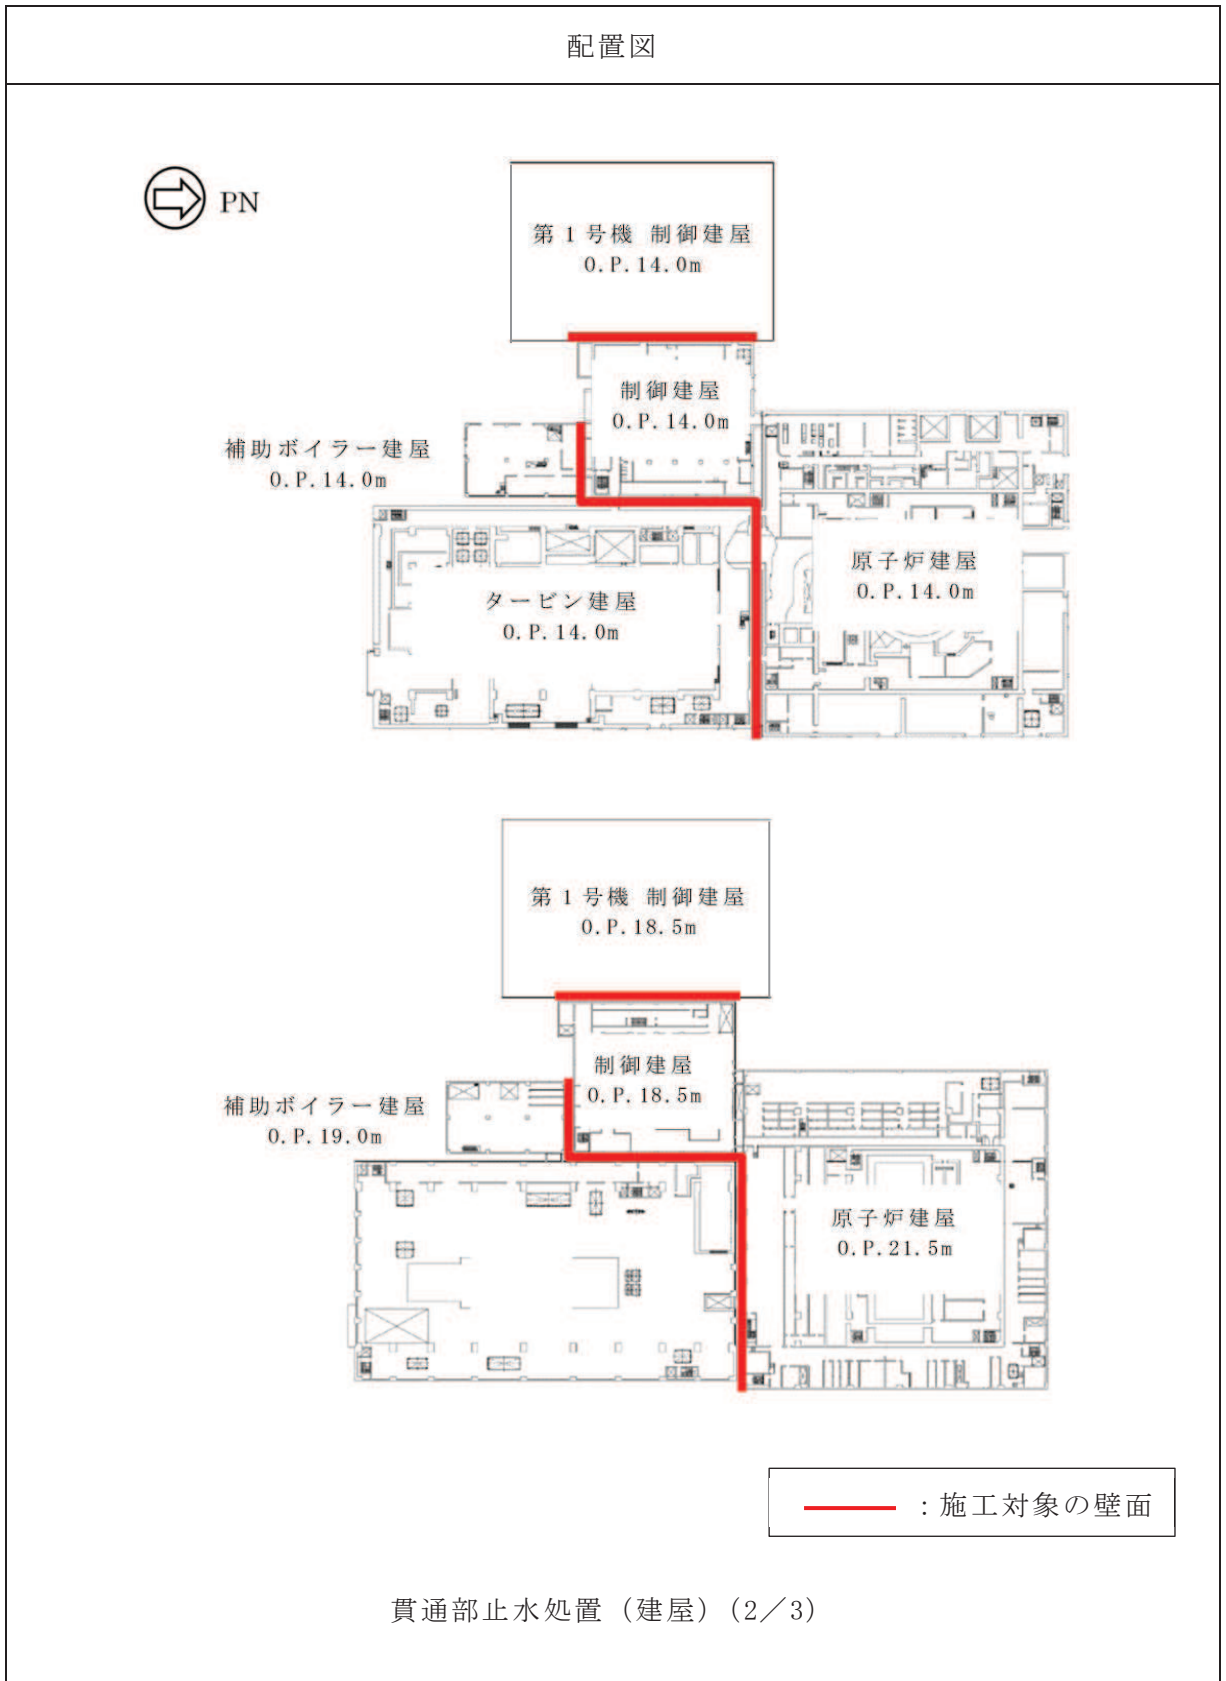 配置図
PN
第1号機 制御建屋
O.P.14.0m
制御建屋
O.P.14.0m
補助ボイラー建屋
O.P.14.0m
原子炉建屋
O.P.14.0m
タービン建屋
O.P.14.0m
第1号機 制御建屋
O.P.18.5m
制御建屋
O.P.18.5m
補助ボイラー建屋
O.P.19.0m
原子炉建屋
O.P.21.5m
：施工対象の壁面
貫通部止水処置（建屋）（2／3）